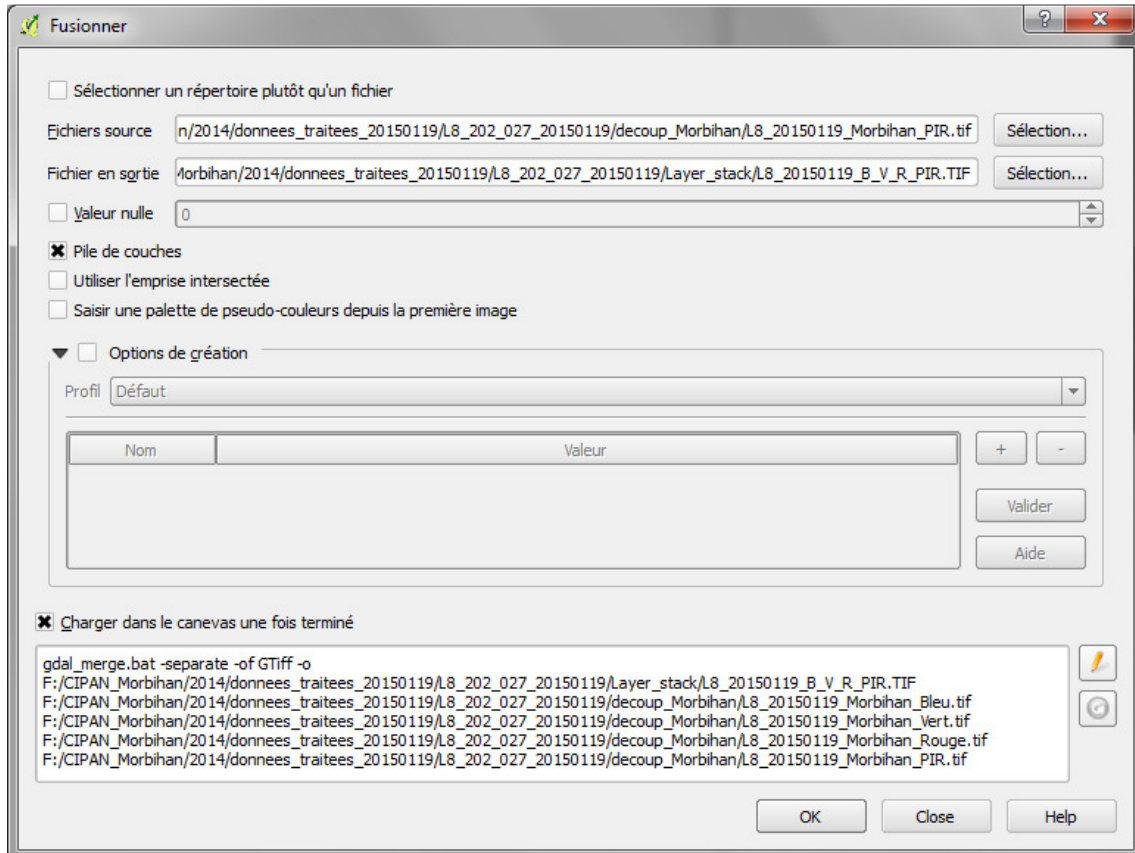 Fusionner
?
X
Sélectionner un répertoire plutôt qu'un fichier
Fichiers source n/2014/donnees_traitees_20150119/L8_202_027_20150119/decoup_Morbihan/L8_20150119_Morbihan_PIR.tif Sélection...
Fichier en sortie Morbihan/2014/donnees_traitees_20150119/L8_202_027_20150119/Layer_stack/L8_20150119_B_V_R_PIR.TIF Sélection...
Valeur nulle 0
Pile de couches
Utiliser l'emprise intersectée
Saisir une palette de pseudo-couleurs depuis la première image
Options de création
Profil Défaut
Nom Valeur + -
Valider
Aide
Charger dans le canevas une fois terminé
gdal_merge.bat -separate -of GTiff -o
F:/CIPAN_Morbihan/2014/donnees_traitees_20150119/L8_202_027_20150119/Layer_stack/L8_20150119_B_V_R_PIR.TIF
F:/CIPAN_Morbihan/2014/donnees_traitees_20150119/L8_202_027_20150119/decoup_Morbihan/L8_20150119_Morbihan_Bleu.tif
F:/CIPAN_Morbihan/2014/donnees_traitees_20150119/L8_202_027_20150119/decoup_Morbihan/L8_20150119_Morbihan_Vert.tif
F:/CIPAN_Morbihan/2014/donnees_traitees_20150119/L8_202_027_20150119/decoup_Morbihan/L8_20150119_Morbihan_Rouge.tif
F:/CIPAN_Morbihan/2014/donnees_traitees_20150119/L8_202_027_20150119/decoup_Morbihan/L8_20150119_Morbihan_PIR.tif
OK Close Help